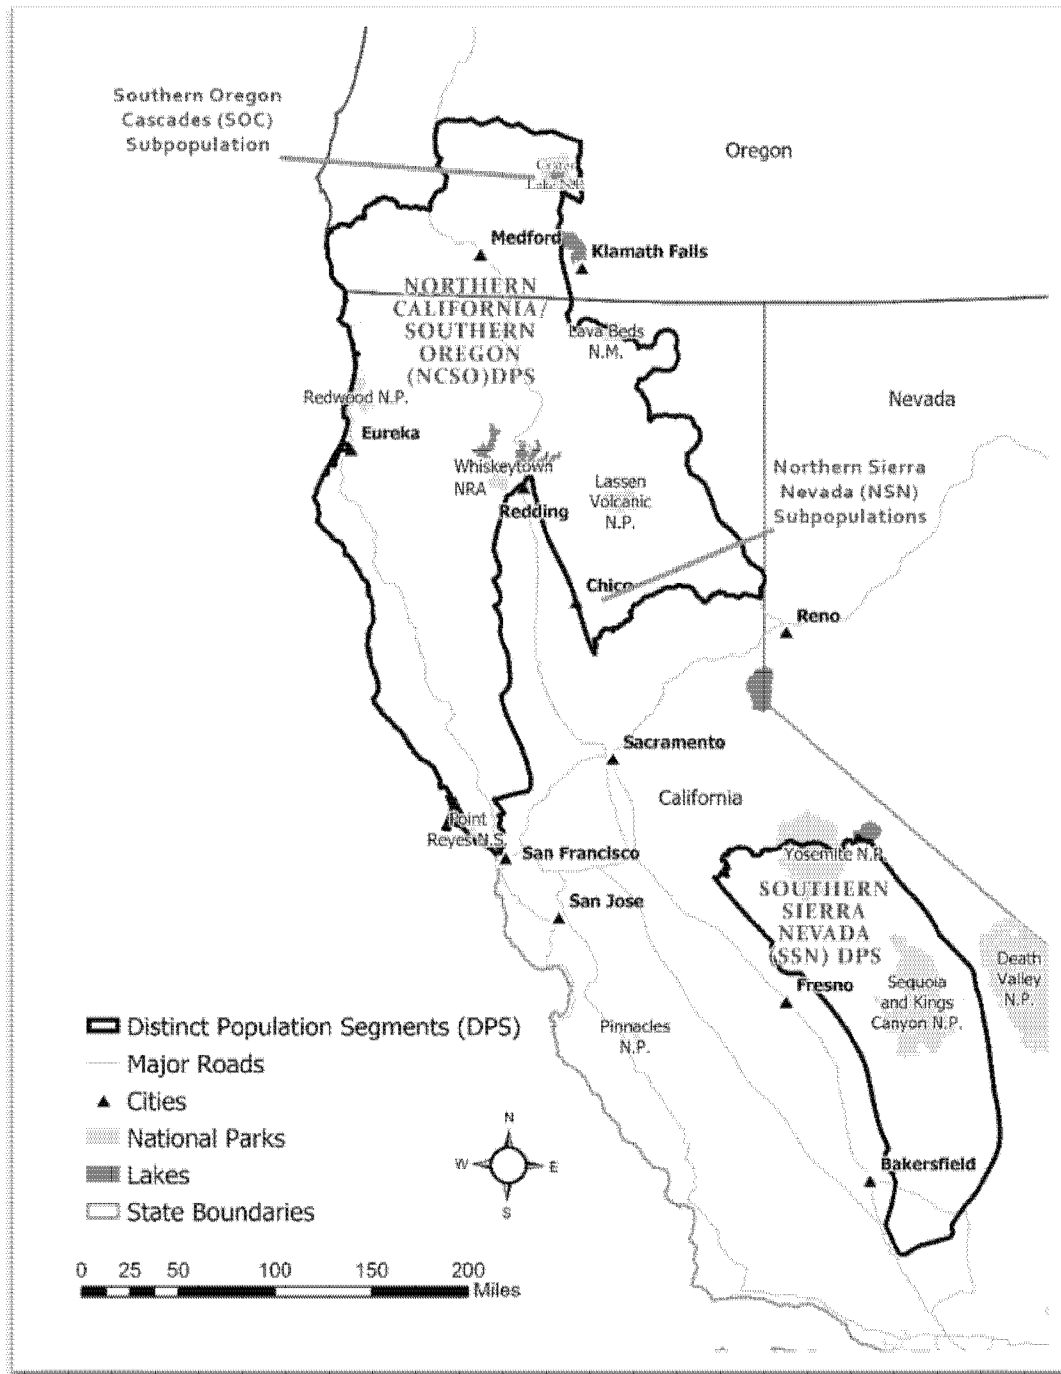 Southern Oregon
Cascades (SOC)
Subpopulation
Oregon
Crater
Lake N.P.
Medford
Klamath Falls
NORTHERN
CALIFORNIA/
SOUTHERN
OREGON
(NCSO)DPS
Lava Beds
N.M.
Redwood N.P.
Nevada
Eureka
Whiskeytown
NRA
Redding
Lassen
Volcanic
N.P.
Northern Sierra
Nevada (NSN)
Subpopulations
Chico
Reno
Sacramento
California
Point
Reyes N.S.
San Francisco
Yosemite N.P.
San Jose
SOUTHERN
SIERRA
NEVADA
(SSN) DPS
Fresno
Sequoia
and Kings
Canyon N.P.
Death
Valley
N.P.
Pinnacles
N.P.
Bakersfield
Distinct Population Segments (DPS)
Major Roads
Cities
National Parks
Lakes
State Boundaries
N
W E
S
0 25 50 100 150 200
Miles